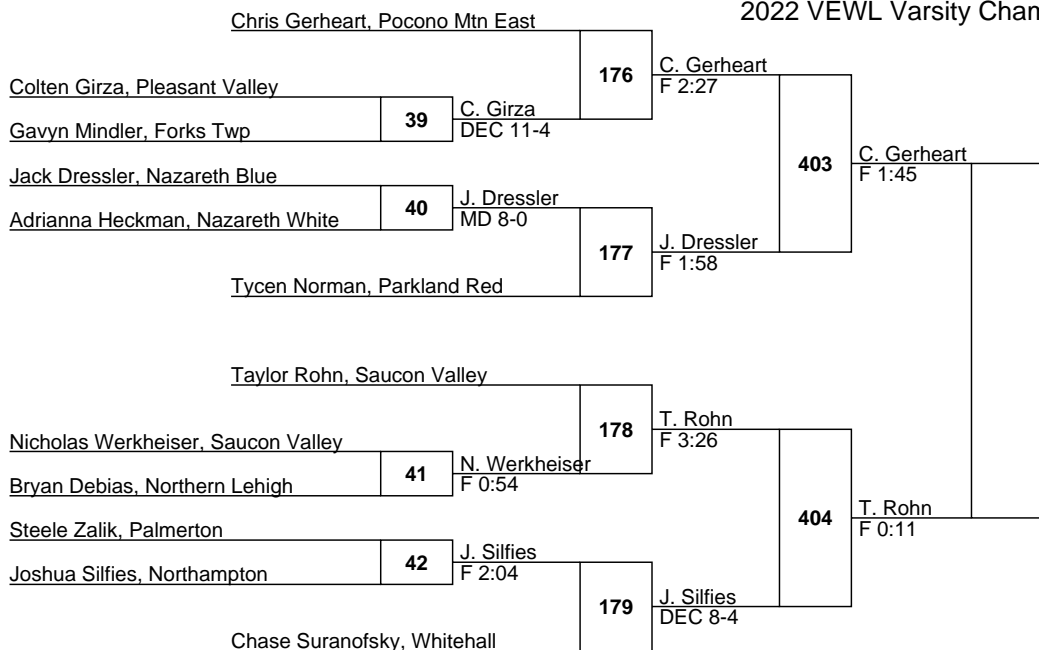 2022 VEWL Varsity Cham
Chris Gerheart, Pocono Mtn East
176
C. Gerheart
F 2:27
Colten Girza, Pleasant Valley
39
C. Girza
DEC 11-4
Gavyn Mindler, Forks Twp
403
C. Gerheart
F 1:45
Jack Dressler, Nazareth Blue
40
J. Dressler
MD 8-0
Adrianna Heckman, Nazareth White
177
J. Dressler
F 1:58
Tycen Norman, Parkland Red
Taylor Rohn, Saucon Valley
178
T. Rohn
F 3:26
Nicholas Werkheiser, Saucon Valley
41
N. Werkheiser
F 0:54
Bryan Debias, Northern Lehigh
404
T. Rohn
F 0:11
Steele Zalik, Palmerton
42
J. Silfies
F 2:04
Joshua Silfies, Northampton
179
J. Silfies
DEC 8-4
Chase Suranofsky, Whitehall